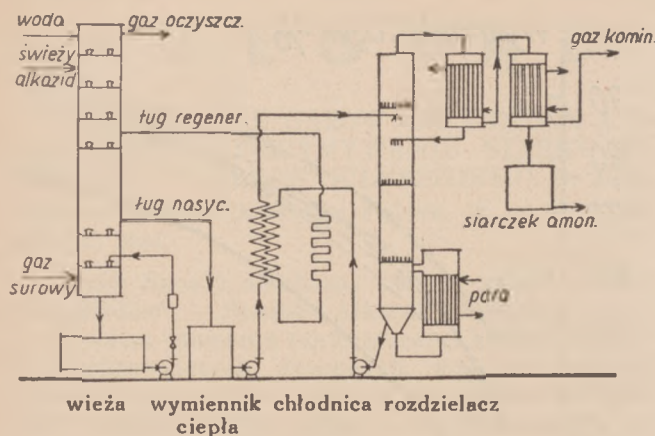 woda
gaz oczyszcz.
świeży
alkazid
gaz komin.
ług regener.
ług nasyc.
siarczek amon.
gaz
surowy
para
wieża wymiennik chłodnica rozdzielacz
ciepła